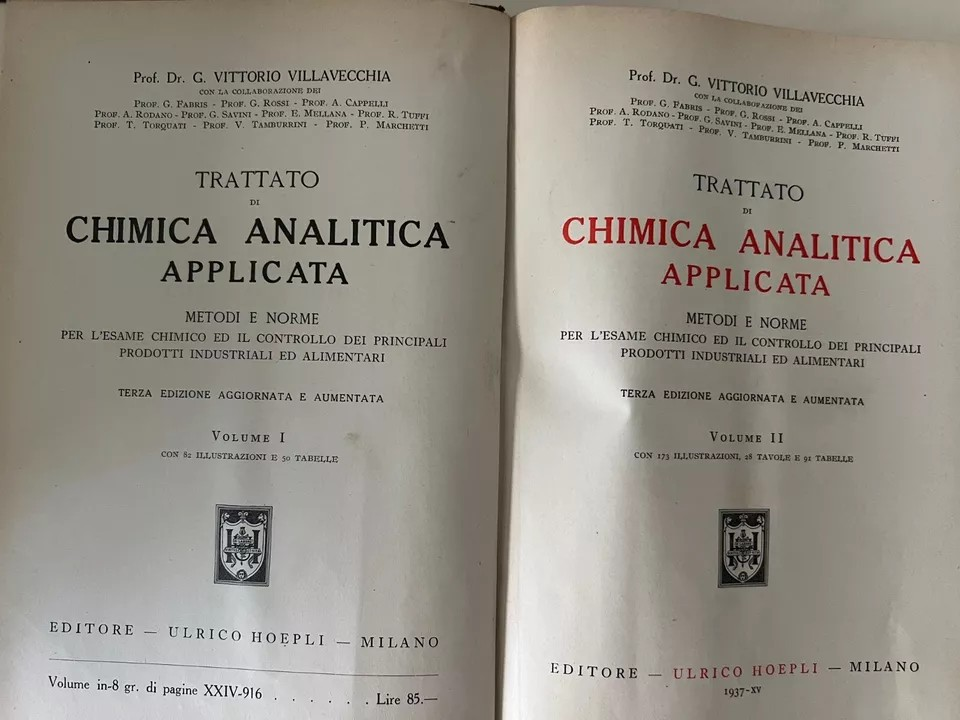 Prof. Dr. G. VITTORIO VILLAVECCHIA
CON LA COLLABORAZIONE DEI
PROF. G. FABRIS - PROF. G. ROSSI - PROF. A. CAPPELLI
PROF. A. RODANO - PROF. G. SAVINI - PROF. E. MELLANA - PROF. R. TUFFI
PROF. T. TORQUATI - PROF. V. TAMBURRINI - PROF. P. MARCHETTI
TRATTATO
DI
CHIMICA ANALITICA
APPLICATA
METODI E NORME
PER L'ESAME CHIMICO ED IL CONTROLLO DEI PRINCIPALI
PRODOTTI INDUSTRIALI ED ALIMENTARI
TERZA EDIZIONE AGGIORNATA E AUMENTATA
VOLUME I
CON 82 ILLUSTRAZIONI E 50 TABELLE
EDITORE — ULRICO HOEPLI — MILANO
Volume in-8 gr. di pagine XXIV-916 . . . . . . Lire 85.—
Prof. Dr. G. VITTORIO VILLAVECCHIA
CON LA COLLABORAZIONE DEI
PROF. G. FABRIS - PROF. G. ROSSI - PROF. A. CAPPELLI
PROF. A. RODANO - PROF. G. SAVINI - PROF. E. MELLANA - PROF. R. TUFFI
PROF. T. TORQUATI - PROF. V. TAMBURRINI - PROF. P. MARCHETTI
TRATTATO
DI
CHIMICA ANALITICA
APPLICATA
METODI E NORME
PER L'ESAME CHIMICO ED IL CONTROLLO DEI PRINCIPALI
PRODOTTI INDUSTRIALI ED ALIMENTARI
TERZA EDIZIONE AGGIORNATA E AUMENTATA
VOLUME II
CON 173 ILLUSTRAZIONI, 28 TAVOLE E 91 TABELLE
EDITORE — ULRICO HOEPLI — MILANO
1937-XV